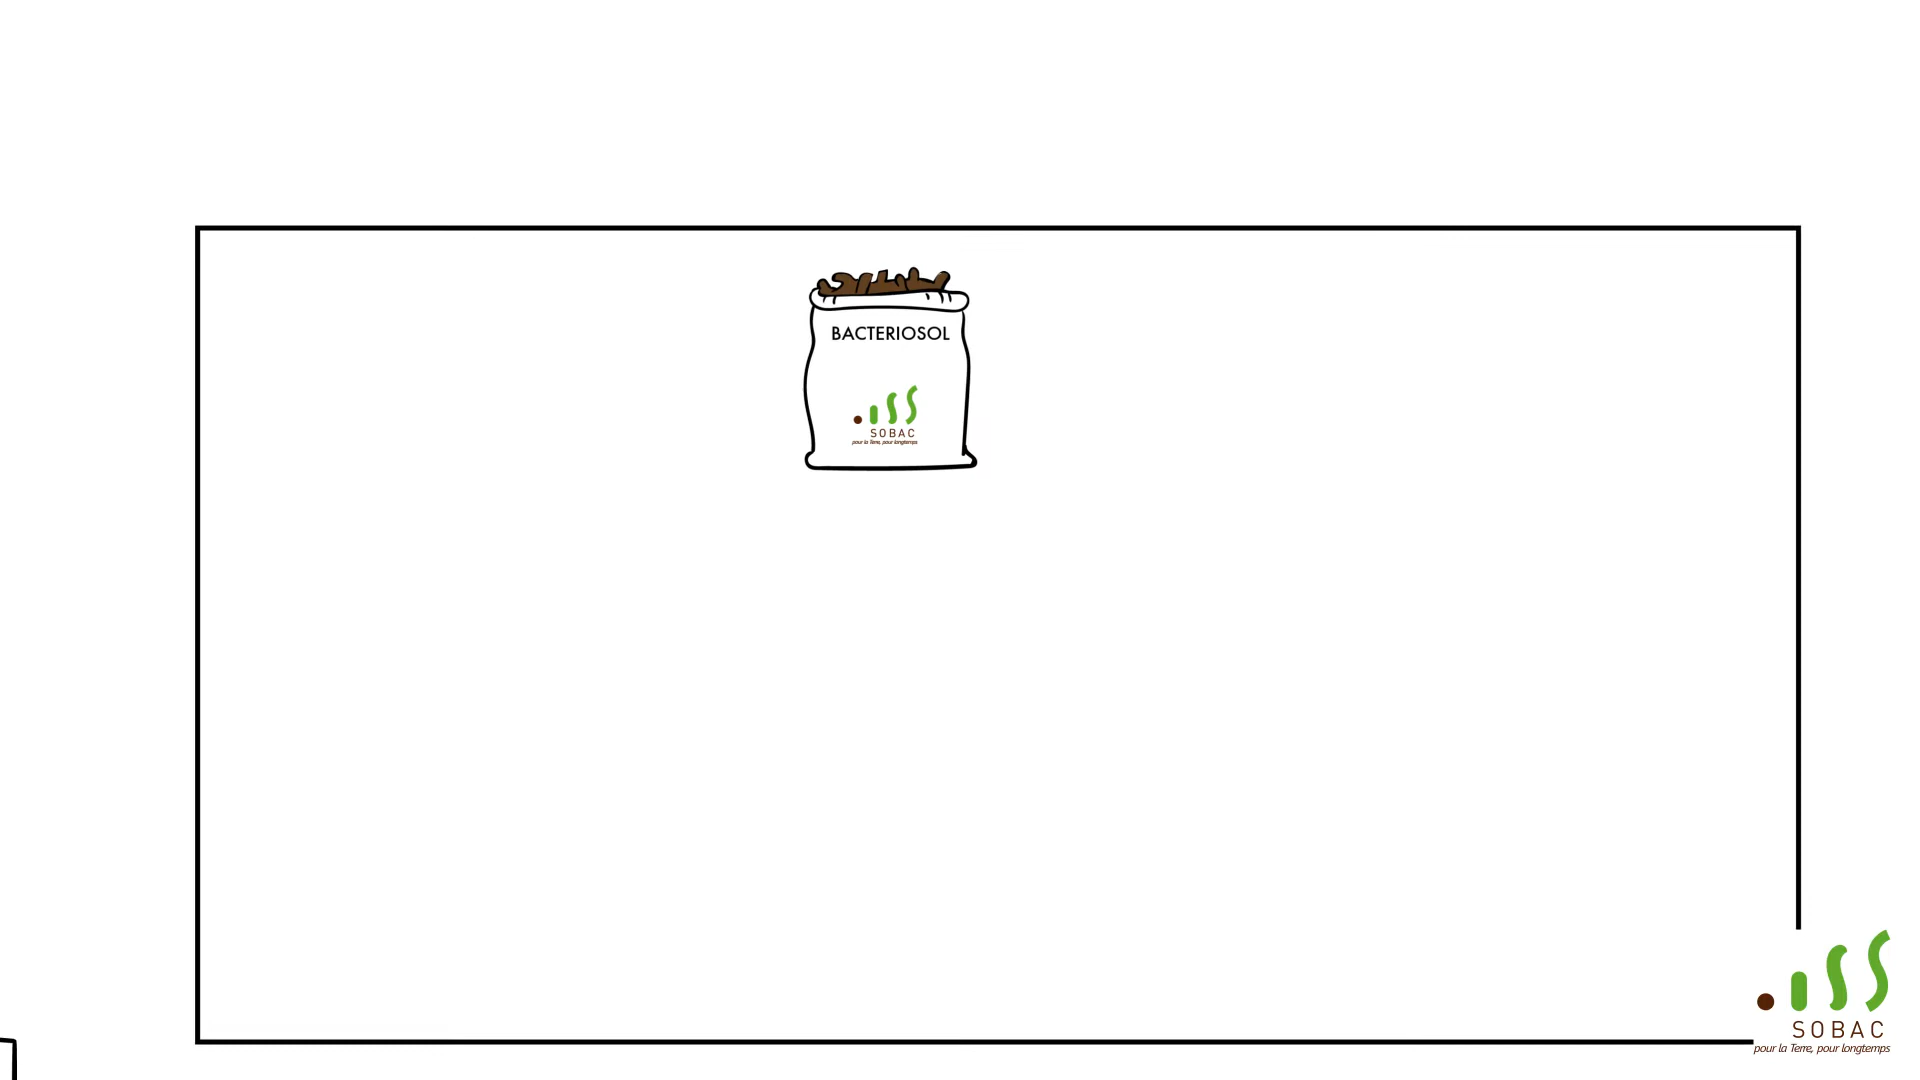 BACTERIOSOL
SOBAC
pour la Terre, pour longtemps
SOBAC
pour la Terre, pour longtemps